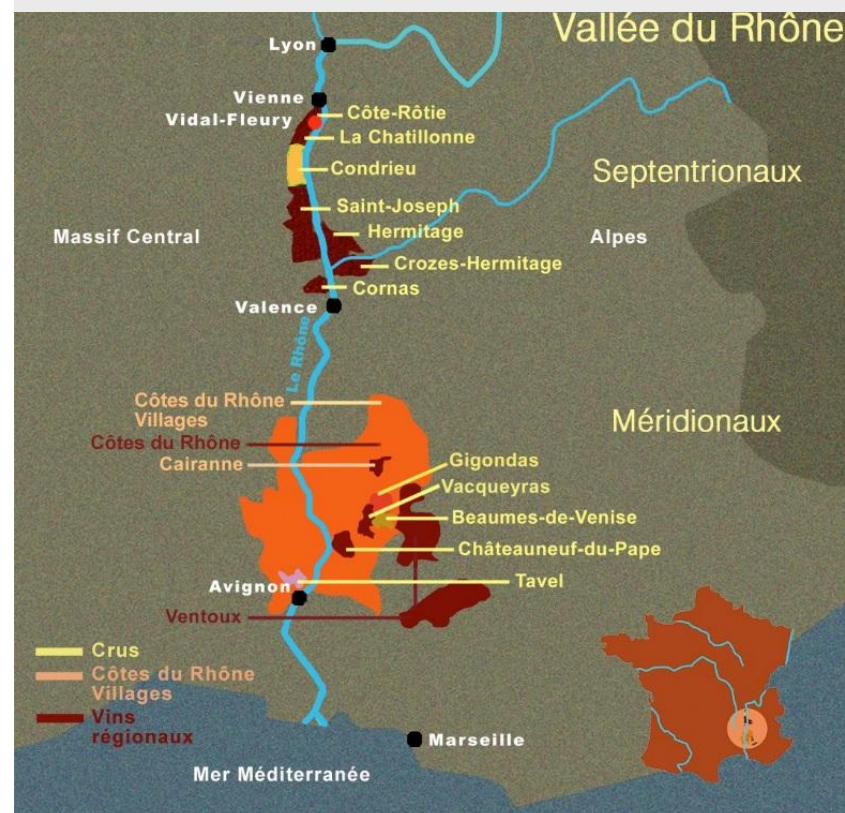 Vallée du Rhône
Lyon
Vienne
Côte-Rôtie
Vidal-Fleury
La Chatillonne
Condrieu
Septentrionaux
Saint-Joseph
Hermitage
Massif Central
Alpes
Crozes-Hermitage
Cornas
Valence
Le Rhône
Côtes du Rhône
Villages
Méridionaux
Côtes du Rhône
Gigondas
Cairanne
Vacqueyras
Beaumes-de-Venise
Châteauneuf-du-Pape
Tavel
Avignon
Ventoux
Crus
Côtes du Rhône
Villages
Vins
régionaux
Marseille
Mer Méditerranée